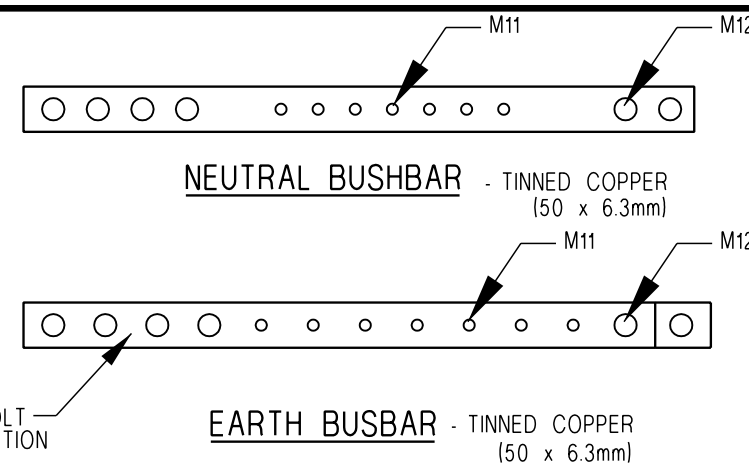 M11 M12
NEUTRAL BUSHBAR - TINNED COPPER
(50 x 6.3mm)
M11 M12
EARTH BUSBAR - TINNED COPPER
(50 x 6.3mm)